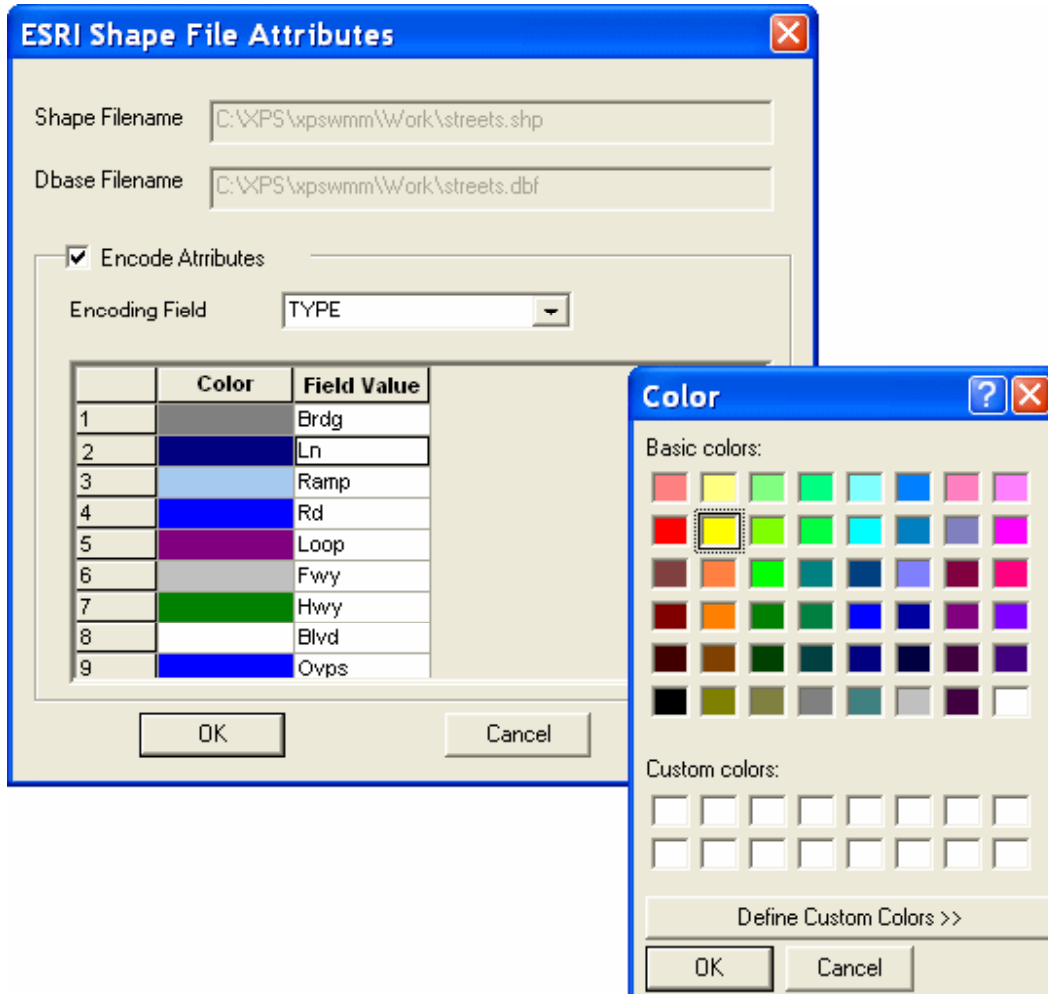 ESRI Shape File Attributes
Shape Filename C:\XPS\xpswmm\Work\streets.shp
Dbase Filename C:\XPS\xpswmm\Work\streets.dbf
Encode Atrributes
Encoding Field TYPE
Color Field Value
1 Brdg
2 Ln
3 Ramp
4 Rd
5 Loop
6 Fwy
7 Hwy
8 Blvd
9 Ovps
OK Cancel
Color
Basic colors:
Custom colors:
Define Custom Colors >>
OK Cancel